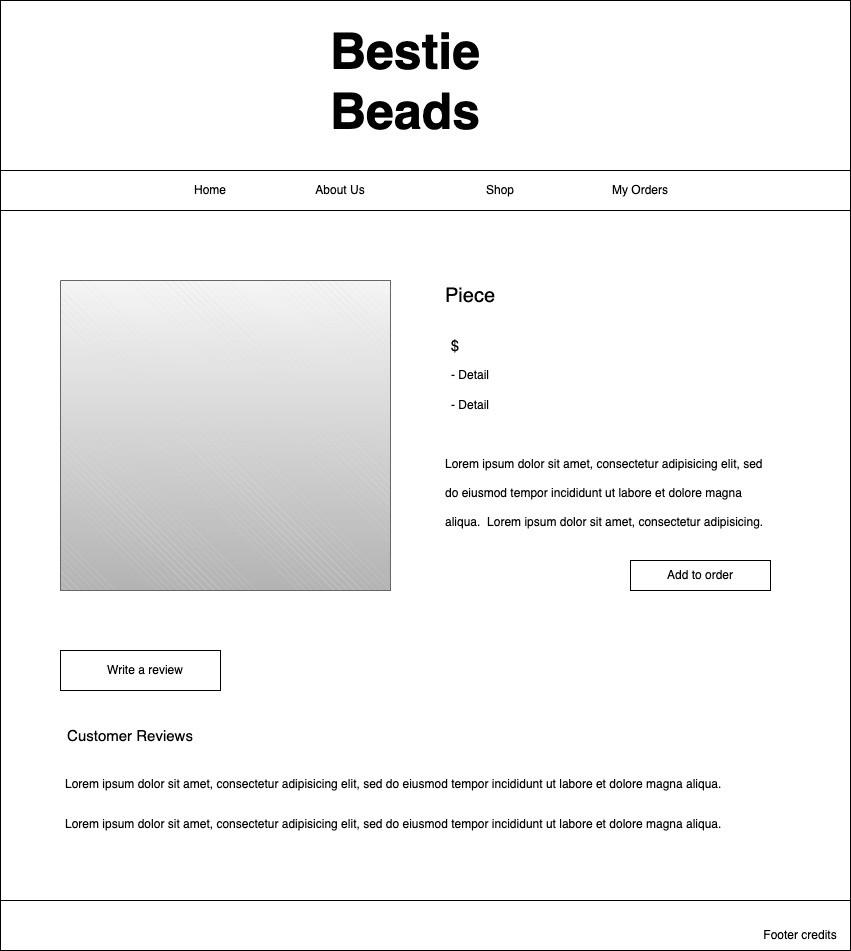 Bestie
Beads
Home About Us Shop My Orders
Piece
$
- Detail
- Detail
Lorem ipsum dolor sit amet, consectetur adipisicing elit, sed
do eiusmod tempor incididunt ut labore et dolore magna
aliqua.  Lorem ipsum dolor sit amet, consectetur adipisicing.
Add to order
Write a review
Customer Reviews
Lorem ipsum dolor sit amet, consectetur adipisicing elit, sed do eiusmod tempor incididunt ut labore et dolore magna aliqua.
Lorem ipsum dolor sit amet, consectetur adipisicing elit, sed do eiusmod tempor incididunt ut labore et dolore magna aliqua.
Footer credits